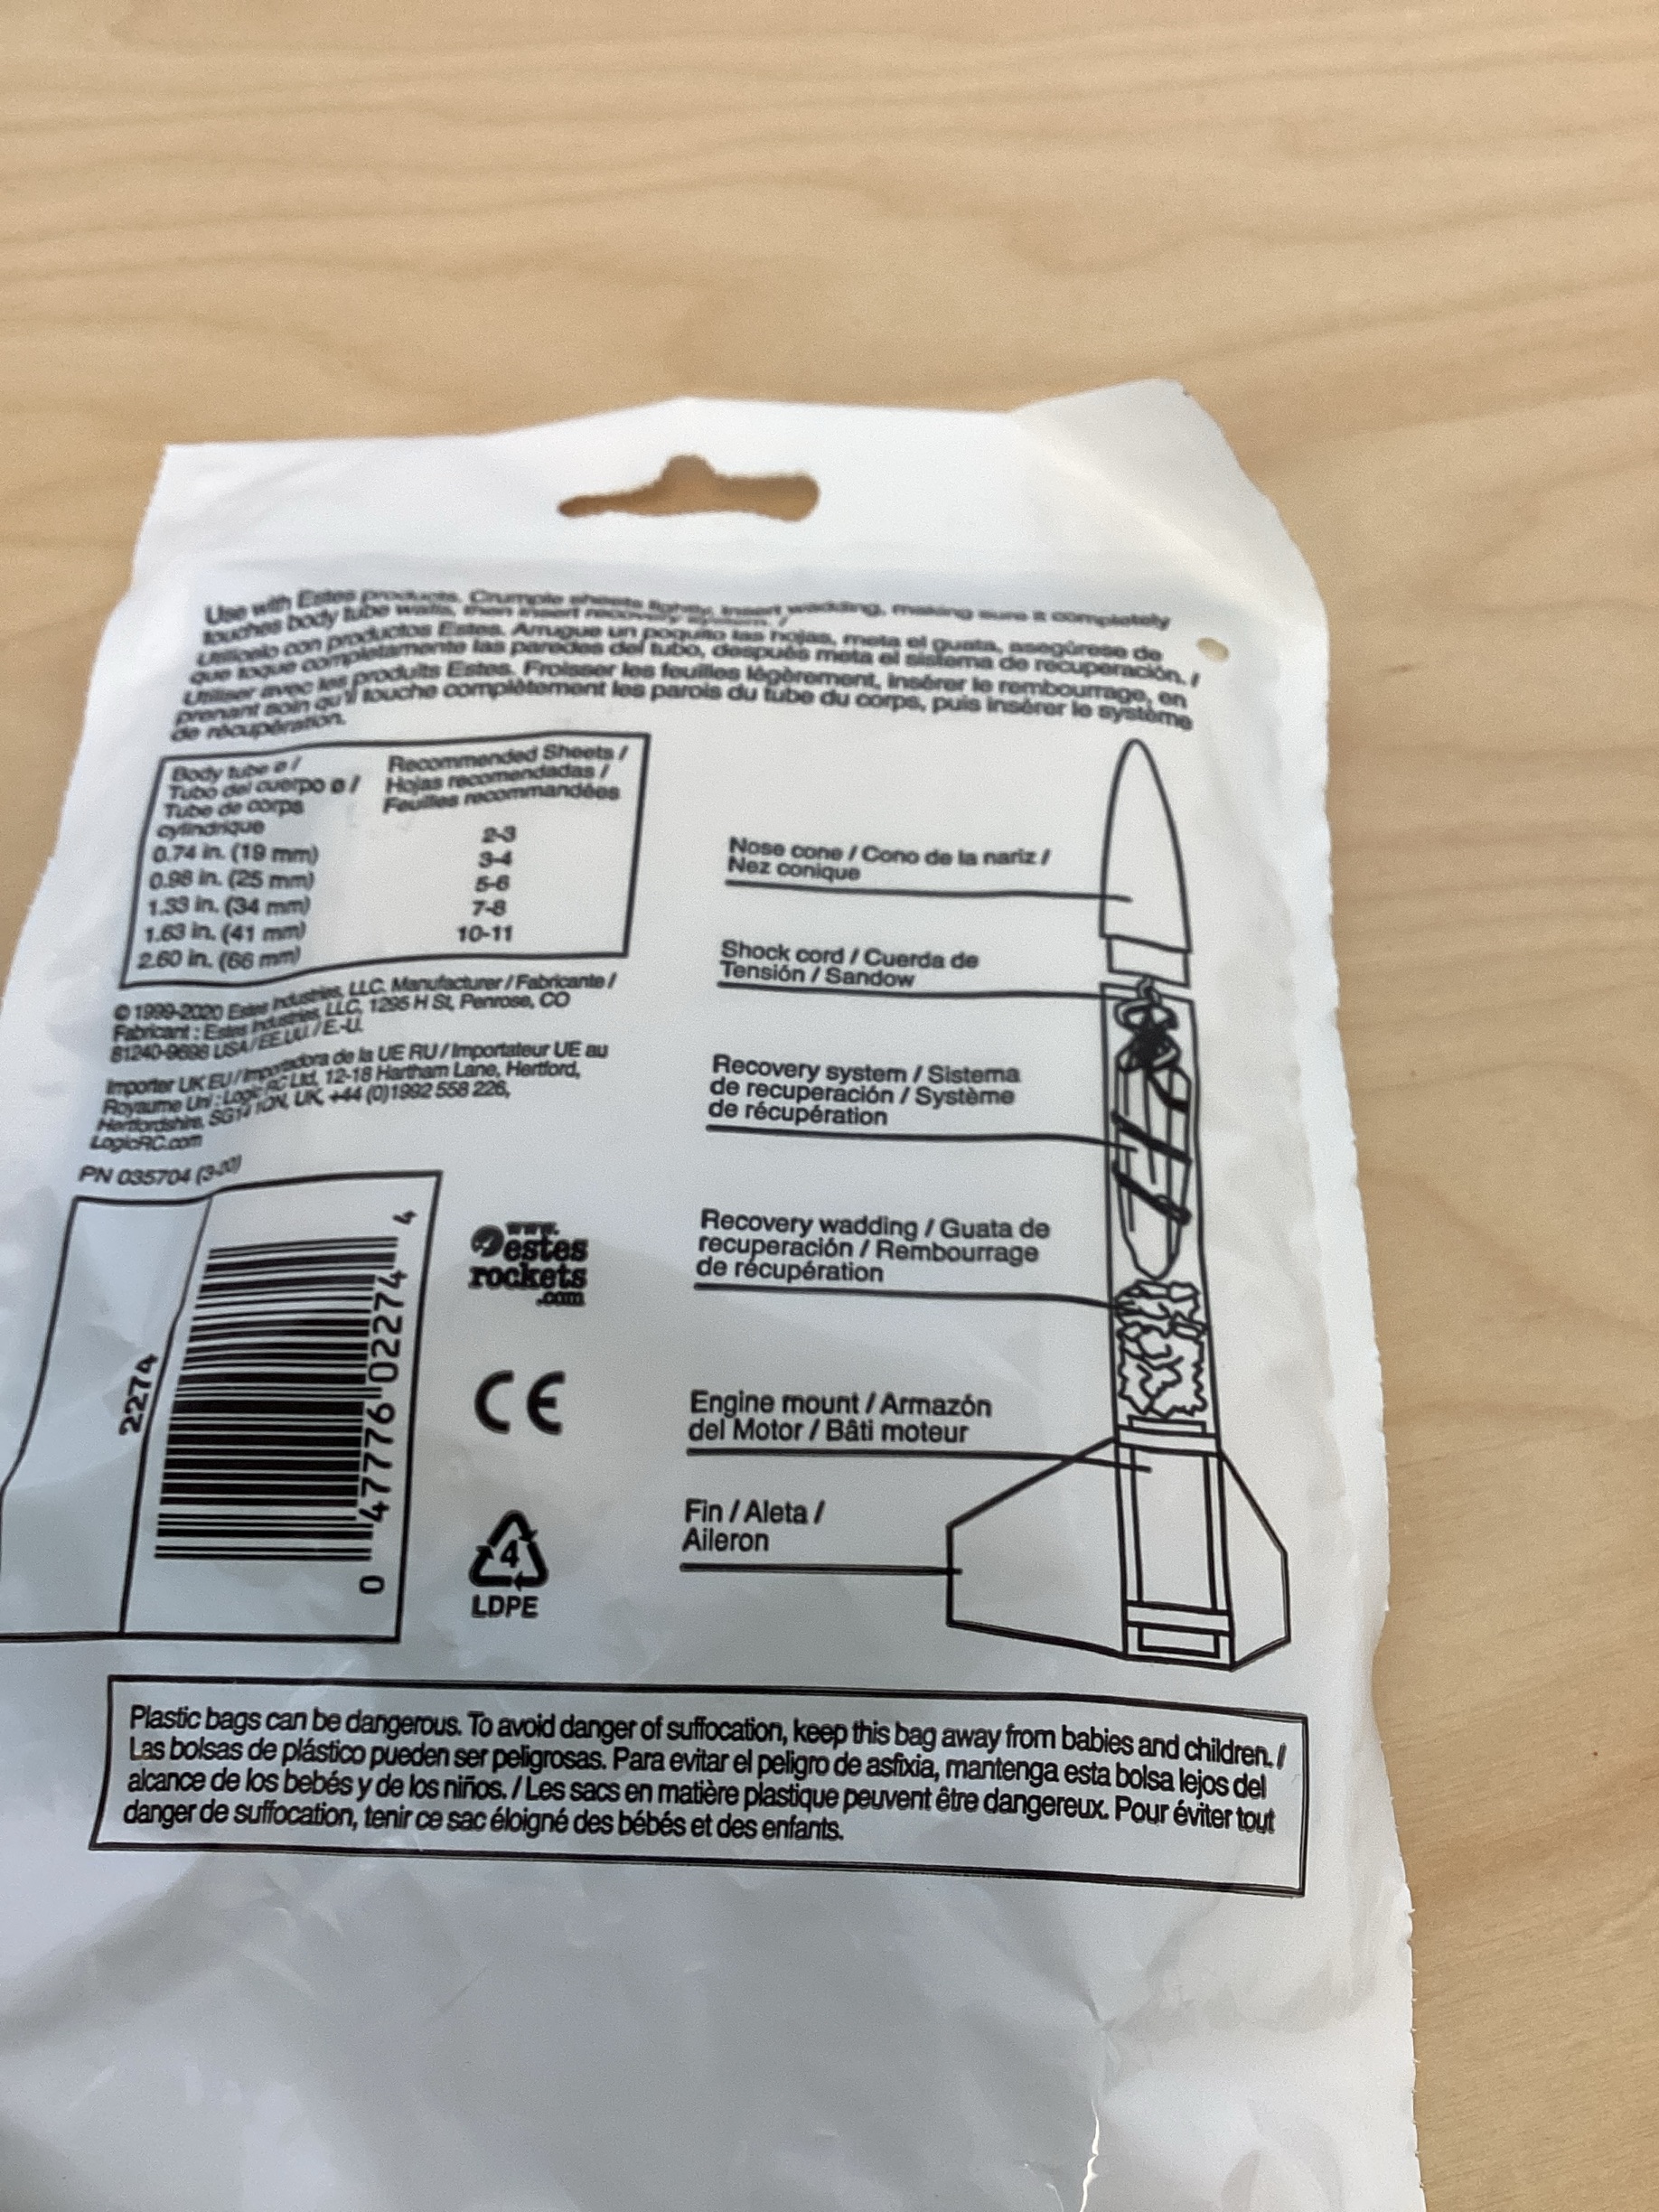 Use with Estes products. Crumple sheets lightly, insert wadding, making sure it completely
touches body tube walls, then insert recovery system. /
Utilícelo con productos Estes. Arrugue un poquito las hojas, meta el guata, asegúrese de
que toque completamente las paredes del tubo, después meta el sistema de recuperación. /
Utiliser avec les produits Estes. Froisser les feuilles légèrement, insérer le rembourrage, en
prenant soin qu'il touche complètement les parois du tube du corps, puis insérer le système
de récupération.
Body tube ø /
Tubo del cuerpo ø /
Tube de corps
cylindrique
Recommended Sheets /
Hojas recomendadas /
Feuilles recommandées
0.74 in. (19 mm) 2-3
0.98 in. (25 mm) 3-4
1.33 in. (34 mm) 5-6
1.63 in. (41 mm) 7-8
2.60 in. (66 mm) 10-11
© 1999-2020 Estes Industries, LLC. Manufacturer / Fabricante /
Fabricant : Estes Industries, LLC, 1295 H St, Penrose, CO
81240-9698 USA / EE.UU. / E.-U.
Importer UK EU / Importadora de la UE RU / Importateur UE au
Royaume Uni : Logic RC Ltd, 12-18 Hartham Lane, Hertford,
Hertfordshire, SG14 1QN, UK, +44 (0)1992 558 226,
LogicRC.com
PN 035704 (3-20)
2274
0 47776 02274 4
www.
estes
rockets
.com
CE
4
LDPE
Nose cone / Cono de la nariz /
Nez conique
Shock cord / Cuerda de
Tensión / Sandow
Recovery system / Sistema
de recuperación / Système
de récupération
Recovery wadding / Guata de
recuperación / Rembourrage
de récupération
Engine mount / Armazón
del Motor / Bâti moteur
Fin / Aleta /
Aileron
Plastic bags can be dangerous. To avoid danger of suffocation, keep this bag away from babies and children. /
Las bolsas de plástico pueden ser peligrosas. Para evitar el peligro de asfixia, mantenga esta bolsa lejos del
alcance de los bebés y de los niños. / Les sacs en matière plastique peuvent être dangereux. Pour éviter tout
danger de suffocation, tenir ce sac éloigné des bébés et des enfants.